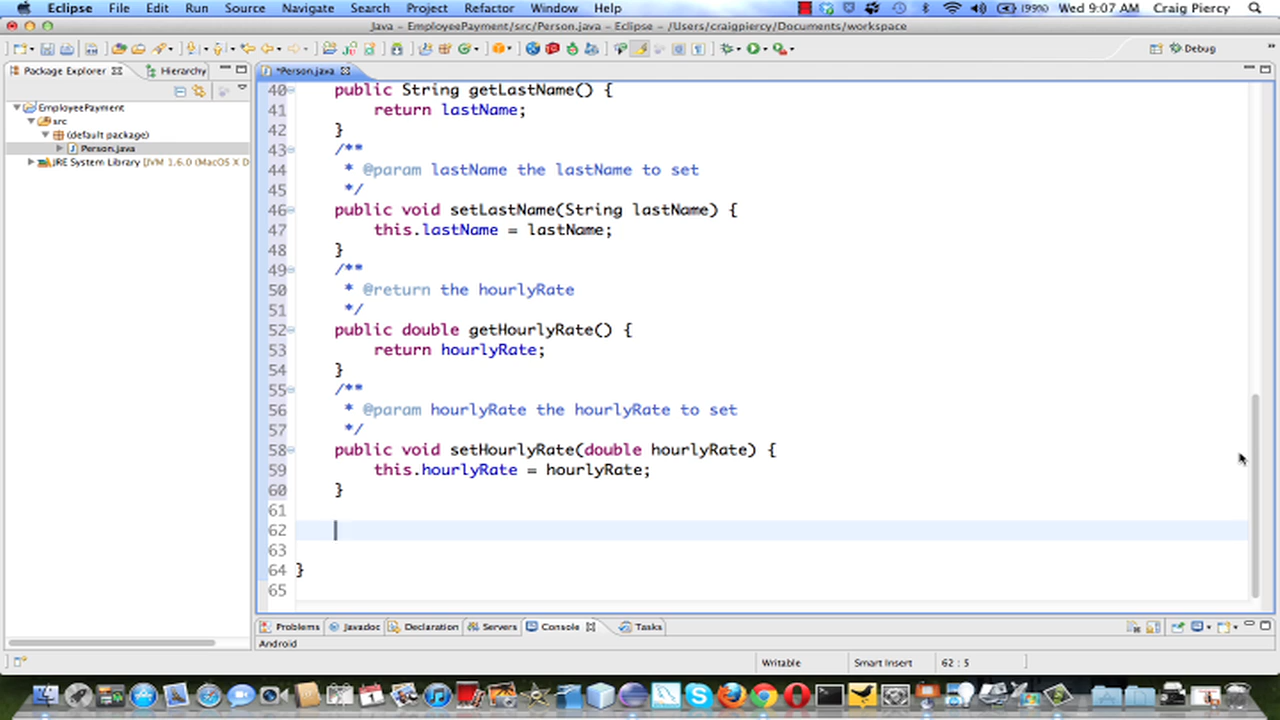 Eclipse File Edit Run Source Navigate Search Project Refactor Window Help (99%) Wed 9:07 AM Craig Piercy
Java – EmployeePayment/src/Person.java – Eclipse – /Users/craigpiercy/Documents/workspace
Debug
Package Explorer Hierarchy
*Person.java
EmployeePayment
src
(default package)
Person.java
JRE System Library [JVM 1.6.0 (MacOS X D
40 public String getLastName() {
41 return lastName;
42 }
43 /**
44 * @param lastName the lastName to set
45 */
46 public void setLastName(String lastName) {
47 this.lastName = lastName;
48 }
49 /**
50 * @return the hourlyRate
51 */
52 public double getHourlyRate() {
53 return hourlyRate;
54 }
55 /**
56 * @param hourlyRate the hourlyRate to set
57 */
58 public void setHourlyRate(double hourlyRate) {
59 this.hourlyRate = hourlyRate;
60 }
61
62
63
64 }
65
Problems Javadoc Declaration Servers Console Tasks
Android
Writable Smart Insert 62 : 5